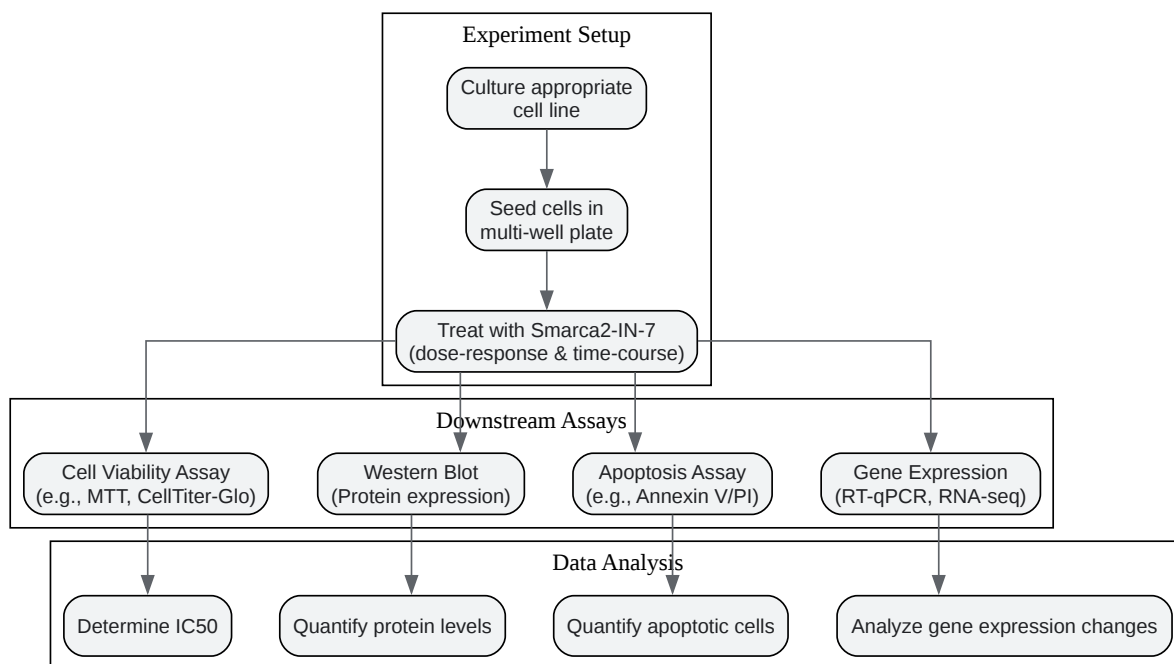 Experiment Setup
Culture appropriate
cell line
Seed cells in
multi-well plate
Treat with Smarca2-IN-7
(dose-response & time-course)
Downstream Assays
Cell Viability Assay
(e.g., MTT, CellTiter-Glo)
Western Blot
(Protein expression)
Apoptosis Assay
(e.g., Annexin V/PI)
Gene Expression
(RT-qPCR, RNA-seq)
Data Analysis
Determine IC50
Quantify protein levels
Quantify apoptotic cells
Analyze gene expression changes